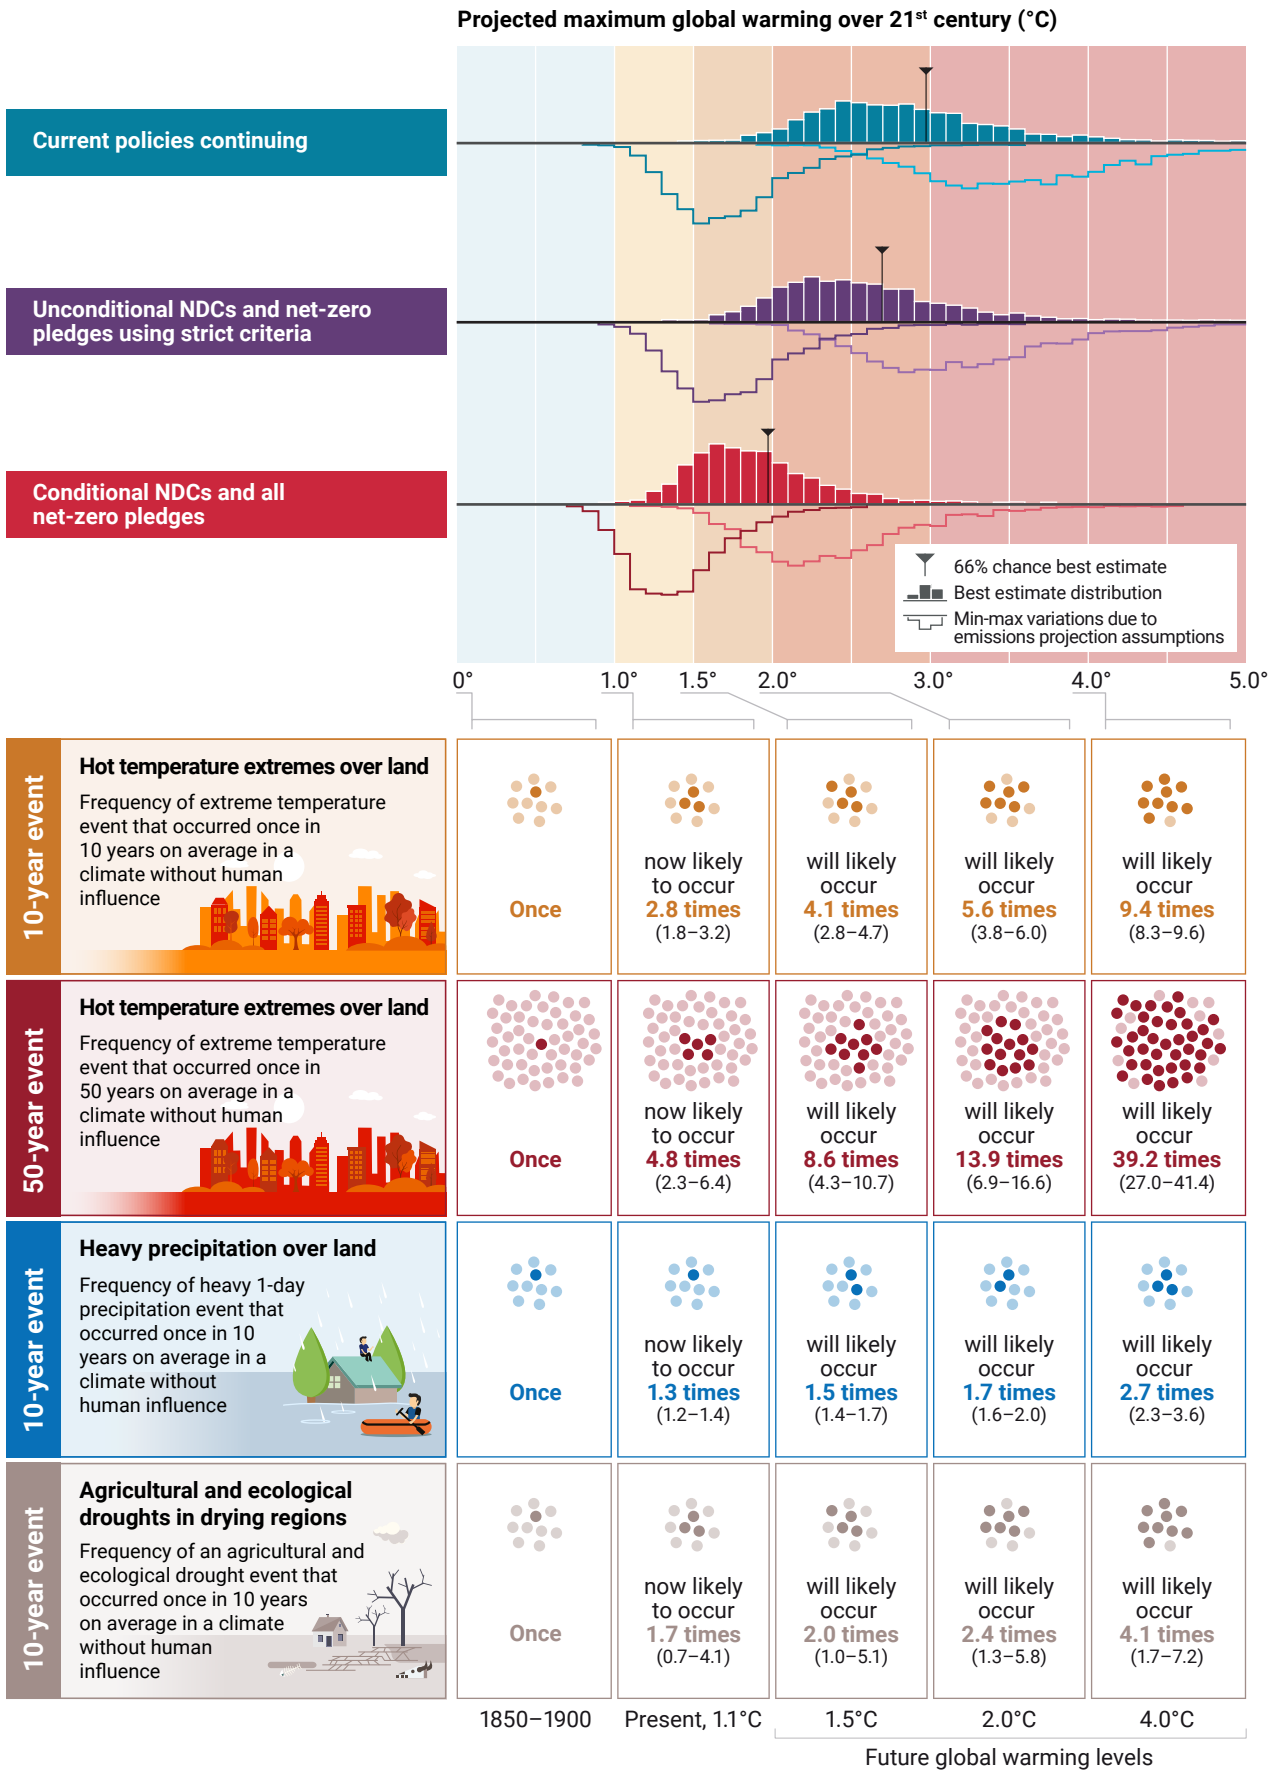 Projected maximum global warming over 21st century (°C)
Current policies continuing
Unconditional NDCs and net-zero
pledges using strict criteria
Conditional NDCs and all
net-zero pledges
66% chance best estimate
Best estimate distribution
Min-max variations due to
emissions projection assumptions
0° 1.0° 1.5° 2.0° 3.0° 4.0° 5.0°
10-year event
Hot temperature extremes over land
Frequency of extreme temperature
event that occurred once in
10 years on average in a
climate without human
influence
Once
now likely
to occur
2.8 times
(1.8–3.2)
will likely
occur
4.1 times
(2.8–4.7)
will likely
occur
5.6 times
(3.8–6.0)
will likely
occur
9.4 times
(8.3–9.6)
50-year event
Hot temperature extremes over land
Frequency of extreme temperature
event that occurred once in
50 years on average in a
climate without human
influence
Once
now likely
to occur
4.8 times
(2.3–6.4)
will likely
occur
8.6 times
(4.3–10.7)
will likely
occur
13.9 times
(6.9–16.6)
will likely
occur
39.2 times
(27.0–41.4)
10-year event
Heavy precipitation over land
Frequency of heavy 1-day
precipitation event that
occurred once in 10
years on average in a
climate without
human influence
Once
now likely
to occur
1.3 times
(1.2–1.4)
will likely
occur
1.5 times
(1.4–1.7)
will likely
occur
1.7 times
(1.6–2.0)
will likely
occur
2.7 times
(2.3–3.6)
10-year event
Agricultural and ecological
droughts in drying regions
Frequency of an agricultural and
ecological drought event that
occurred once in 10 years
on average in a climate
without human
influence
Once
now likely
to occur
1.7 times
(0.7–4.1)
will likely
occur
2.0 times
(1.0–5.1)
will likely
occur
2.4 times
(1.3–5.8)
will likely
occur
4.1 times
(1.7–7.2)
1850–1900 Present, 1.1°C 1.5°C 2.0°C 4.0°C
Future global warming levels